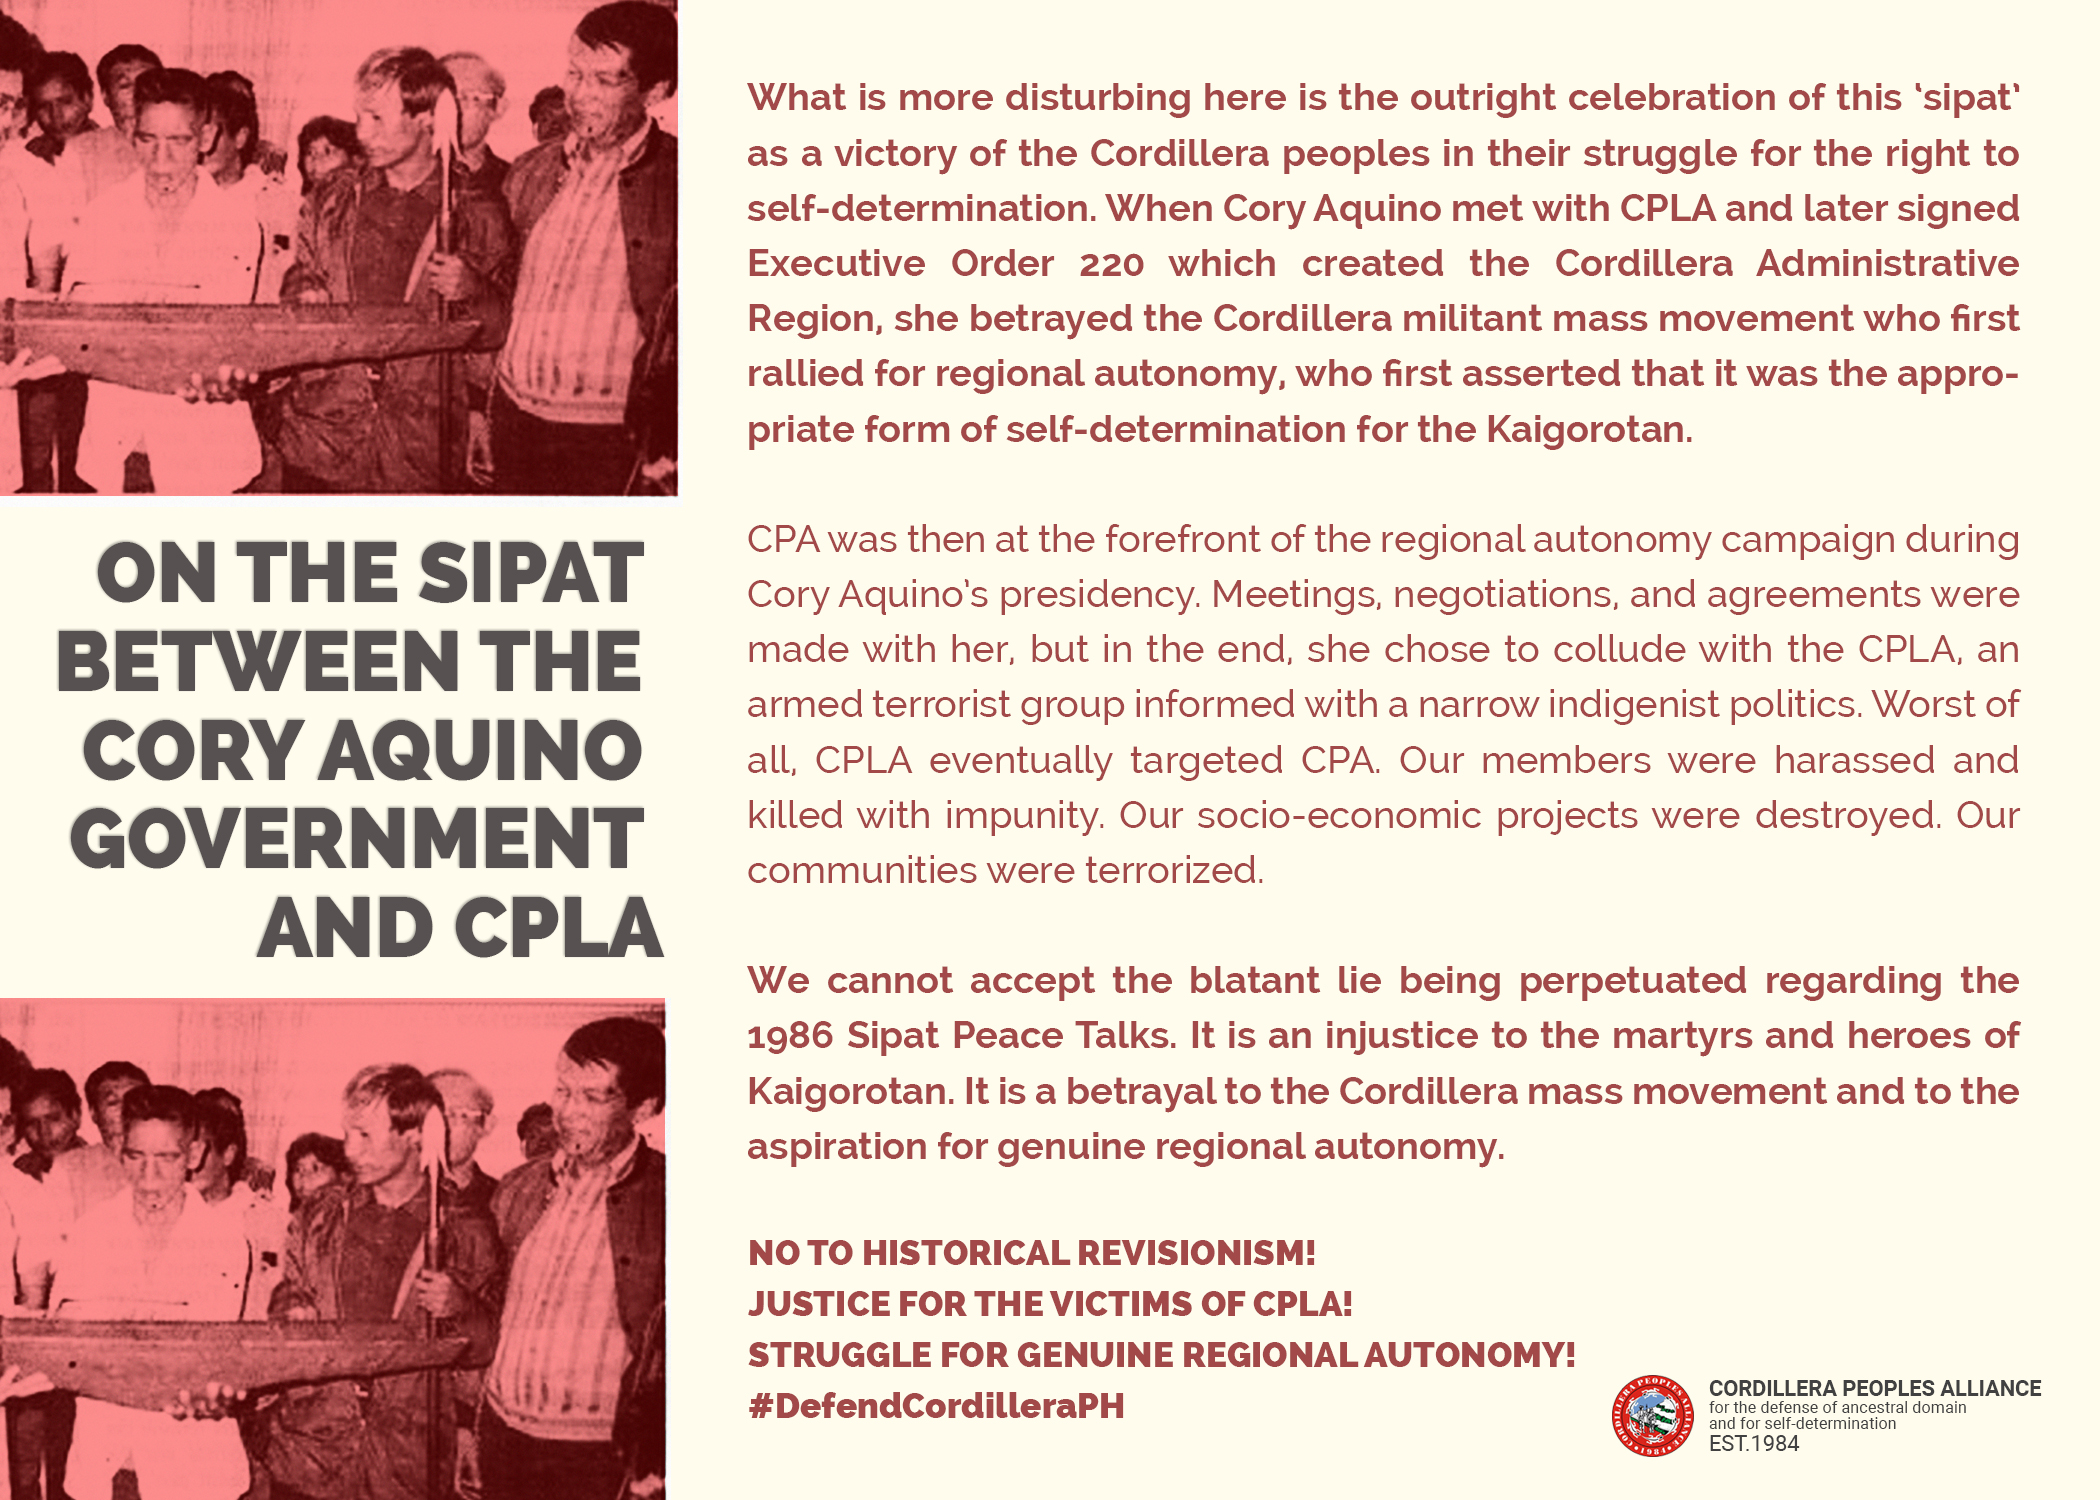 ON THE SIPAT
BETWEEN THE
CORY AQUINO
GOVERNMENT
AND CPLA
What is more disturbing here is the outright celebration of this 'sipat'
as a victory of the Cordillera peoples in their struggle for the right to
self-determination. When Cory Aquino met with CPLA and later signed
Executive Order 220 which created the Cordillera Administrative
Region, she betrayed the Cordillera militant mass movement who first
rallied for regional autonomy, who first asserted that it was the appro-
priate form of self-determination for the Kaigorotan.
CPA was then at the forefront of the regional autonomy campaign during
Cory Aquino's presidency. Meetings, negotiations, and agreements were
made with her, but in the end, she chose to collude with the CPLA, an
armed terrorist group informed with a narrow indigenist politics. Worst of
all, CPLA eventually targeted CPA. Our members were harassed and
killed with impunity. Our socio-economic projects were destroyed. Our
communities were terrorized.
We cannot accept the blatant lie being perpetuated regarding the
1986 Sipat Peace Talks. It is an injustice to the martyrs and heroes of
Kaigorotan. It is a betrayal to the Cordillera mass movement and to the
aspiration for genuine regional autonomy.
NO TO HISTORICAL REVISIONISM!
JUSTICE FOR THE VICTIMS OF CPLA!
STRUGGLE FOR GENUINE REGIONAL AUTONOMY!
#DefendCordilleraPH
CORDILLERA PEOPLES ALLIANCE
1984
CORDILLERA PEOPLES ALLIANCE
for the defense of ancestral domain
and for self-determination
EST.1984